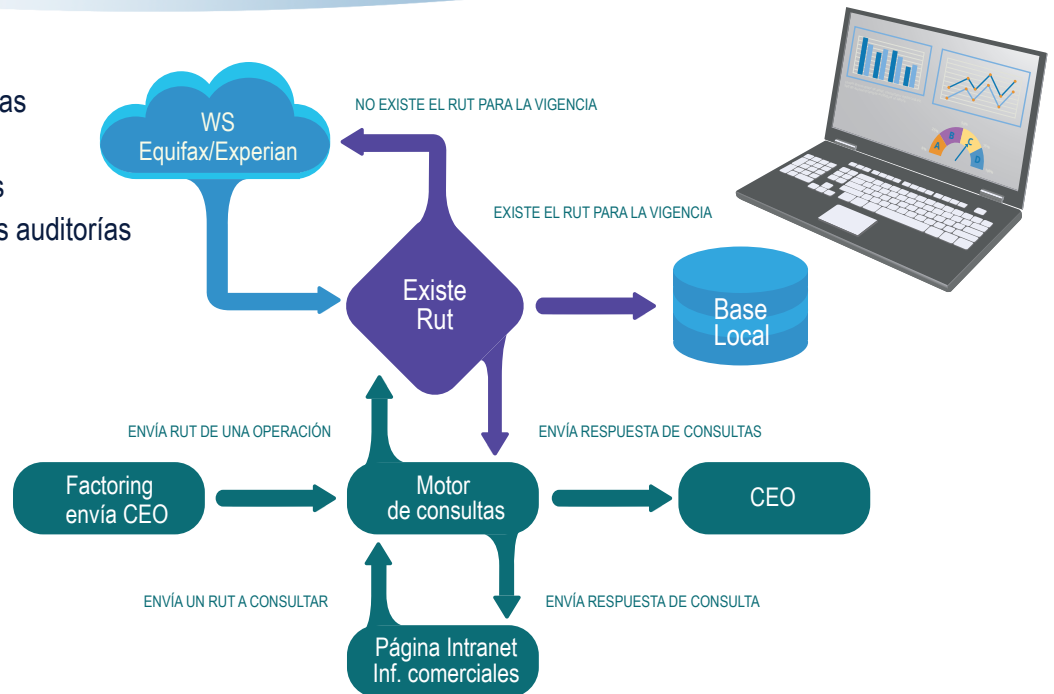 as
s
s auditorías
WS
Equifax/Experian
NO EXISTE EL RUT PARA LA VIGENCIA
EXISTE EL RUT PARA LA VIGENCIA
Existe
Rut
Base
Local
ENVÍA RUT DE UNA OPERACIÓN
ENVÍA RESPUESTA DE CONSULTAS
Factoring
envía CEO
Motor
de consultas
CEO
ENVÍA UN RUT A CONSULTAR
ENVÍA RESPUESTA DE CONSULTA
Página Intranet
Inf. comerciales
A
B
C
D